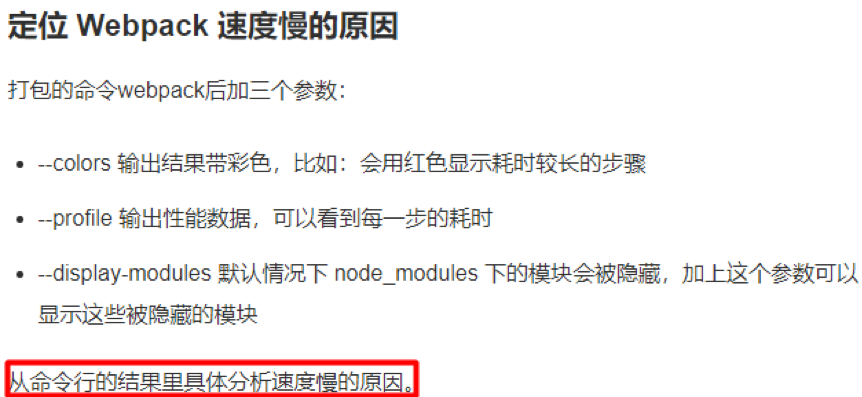 定位 Webpack 速度慢的原因
打包的命令webpack后加三个参数：
--colors 输出结果带彩色，比如：会用红色显示耗时较长的步骤
--profile 输出性能数据，可以看到每一步的耗时
--display-modules 默认情况下 node_modules 下的模块会被隐藏，加上这个参数可以
显示这些被隐藏的模块
从命令行的结果里具体分析速度慢的原因。